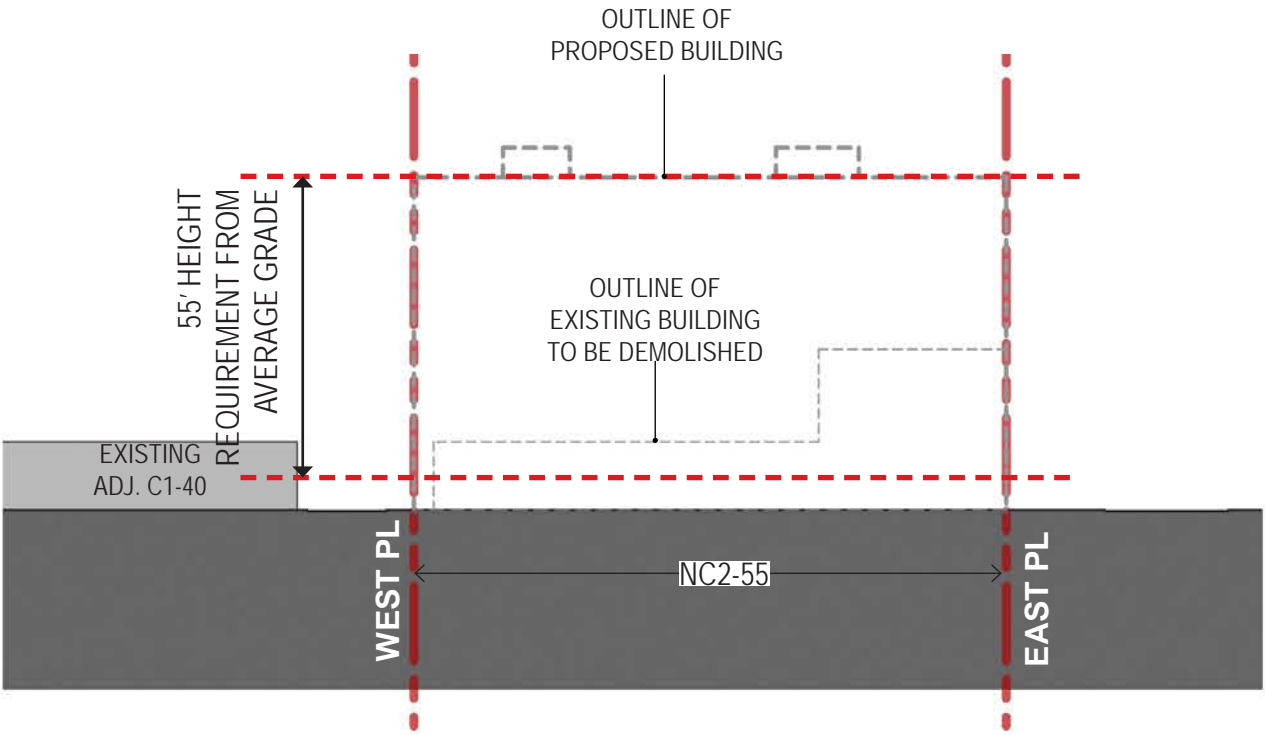 OUTLINE OF
PROPOSED BUILDING
55' HEIGHT
REQUIREMENT FROM
AVERAGE GRADE
OUTLINE OF
EXISTING BUILDING
TO BE DEMOLISHED
EXISTING
ADJ. C1-40
WEST PL
NC2-55
EAST PL